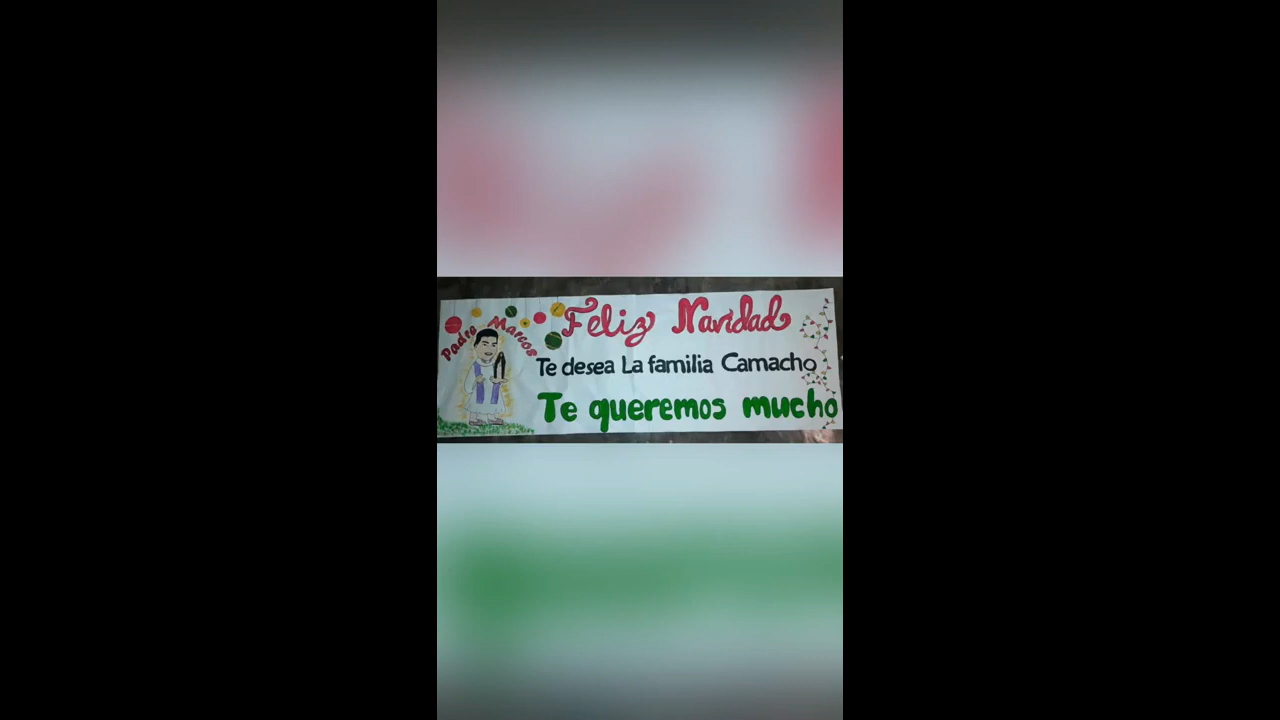 Padre Marcos
Feliz Navidad
Te desea La familia Camacho
Te queremos mucho